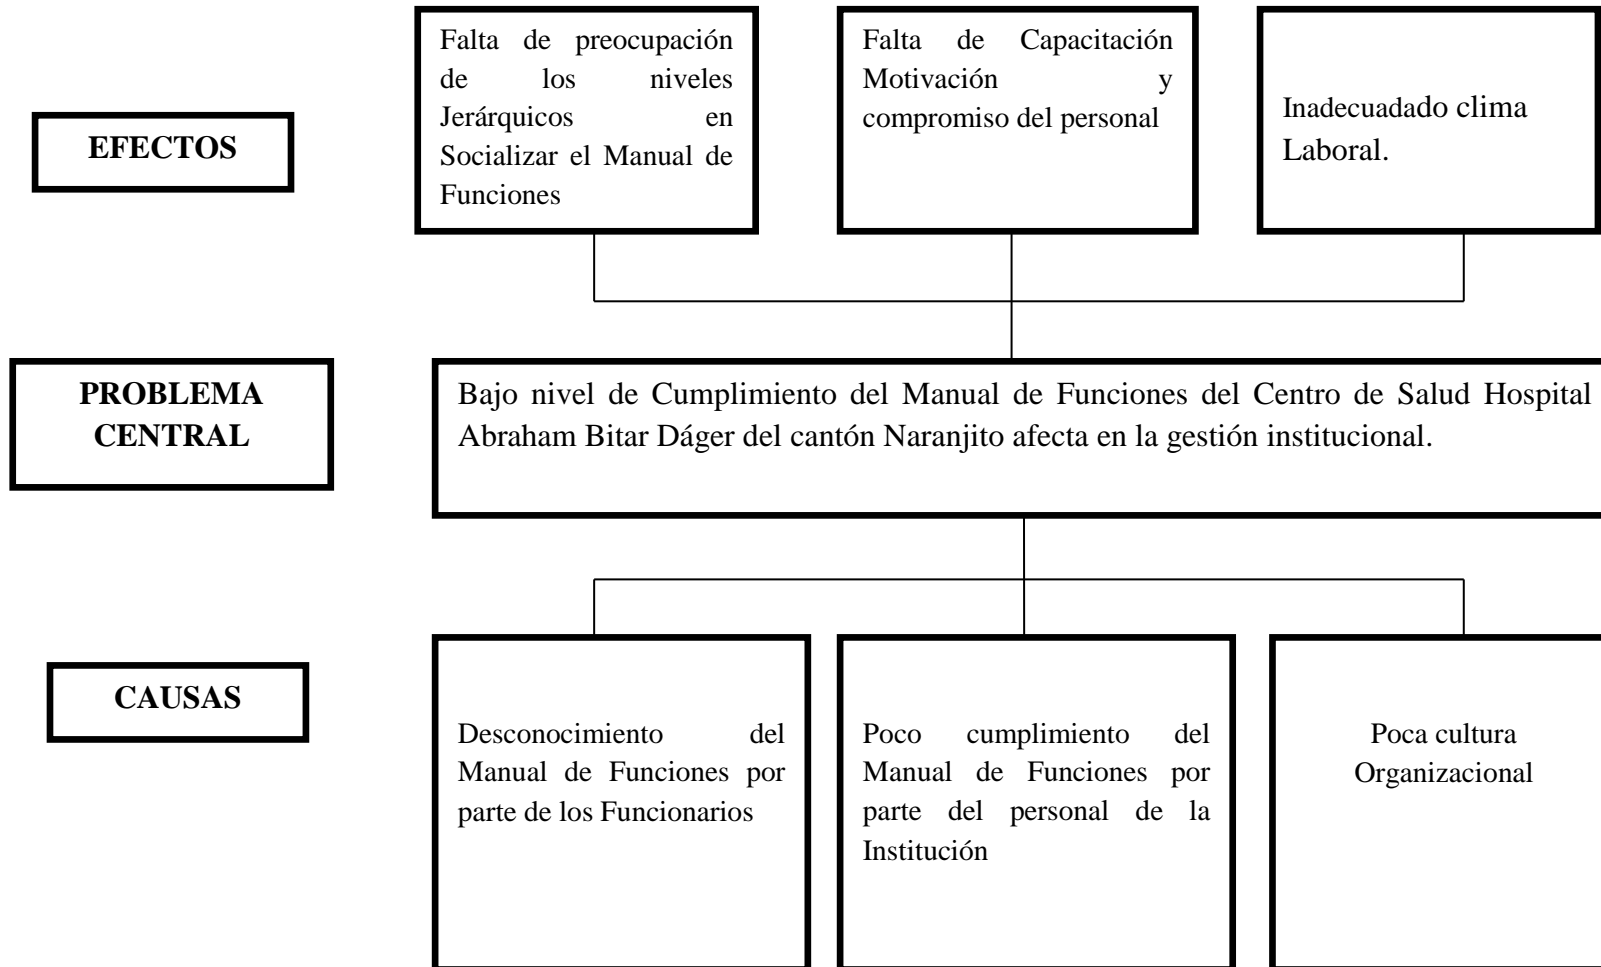 EFECTOS
Falta de preocupación
de los niveles
Jerárquicos en
Socializar el Manual de
Funciones
Falta de Capacitación
Motivación y
compromiso del personal
Inadecuadado clima
Laboral.
PROBLEMA
CENTRAL
Bajo nivel de Cumplimiento del Manual de Funciones del Centro de Salud Hospital
Abraham Bitar Dáger del cantón Naranjito afecta en la gestión institucional.
CAUSAS
Desconocimiento del
Manual de Funciones por
parte de los Funcionarios
Poco cumplimiento del
Manual de Funciones por
parte del personal de la
Institución
Poca cultura
Organizacional